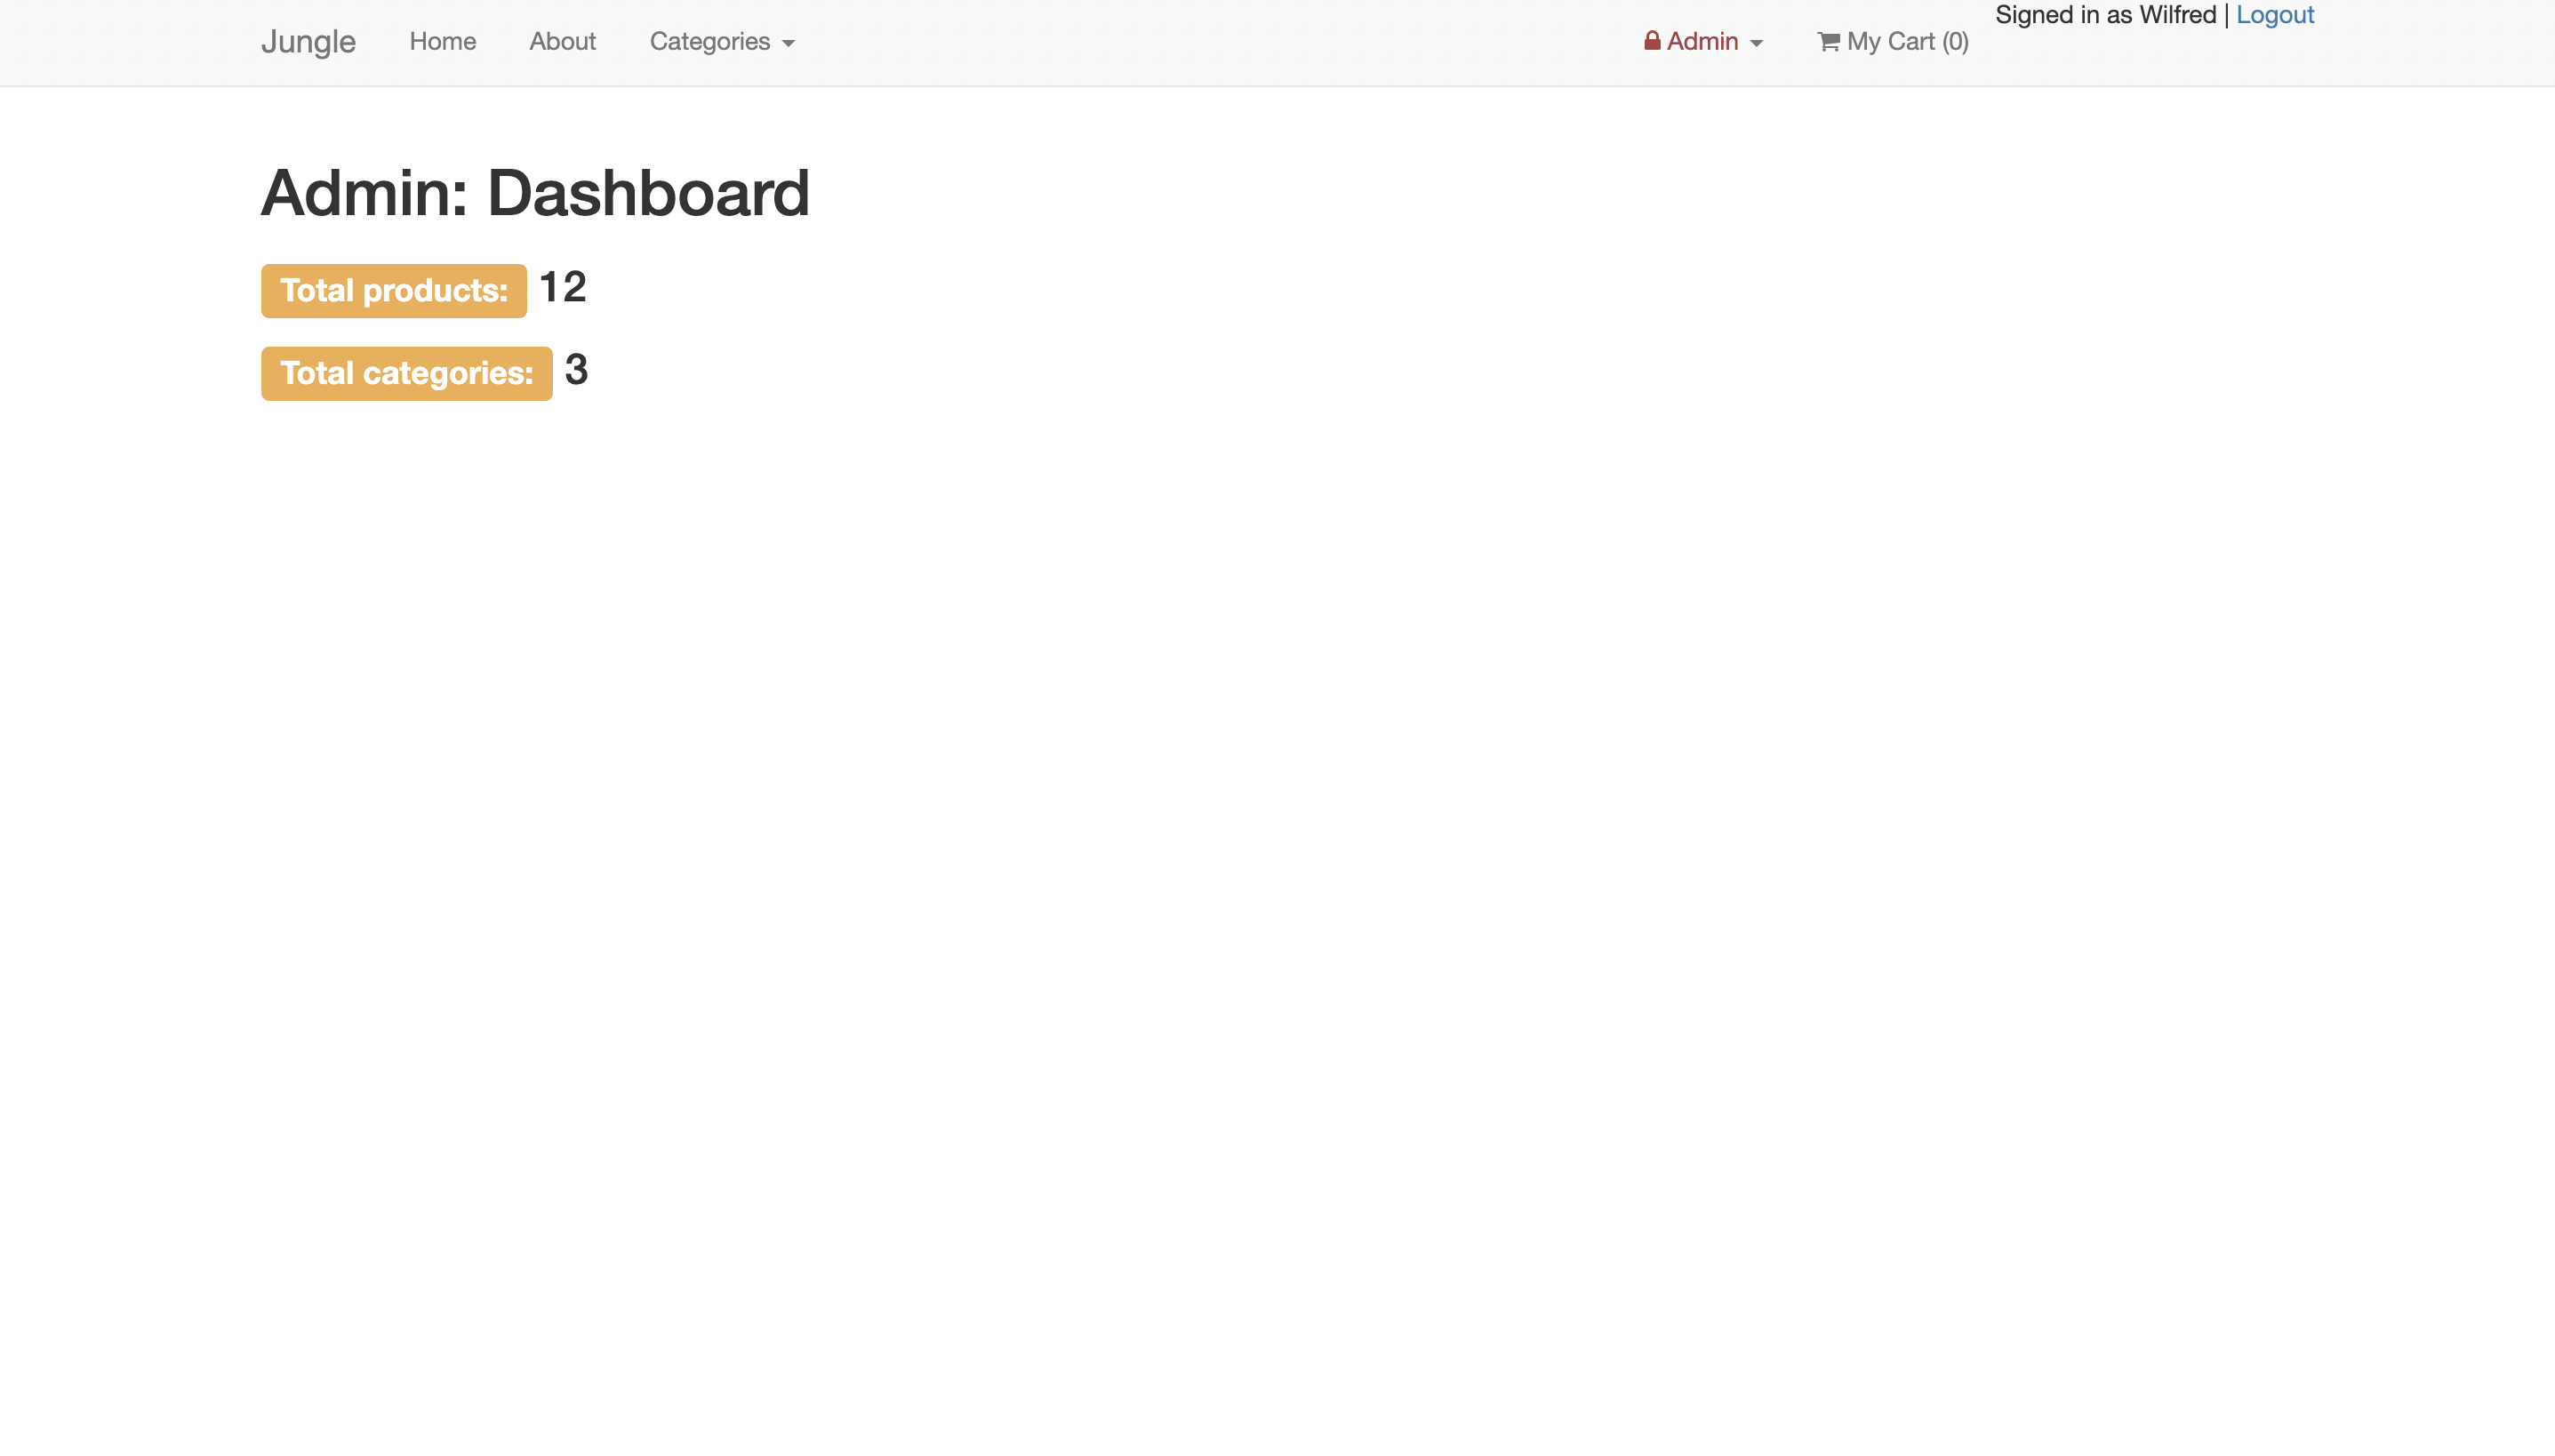 Jungle Home About Categories Admin My Cart (0) Signed in as Wilfred | Logout
Admin: Dashboard
Total products: 12
Total categories: 3